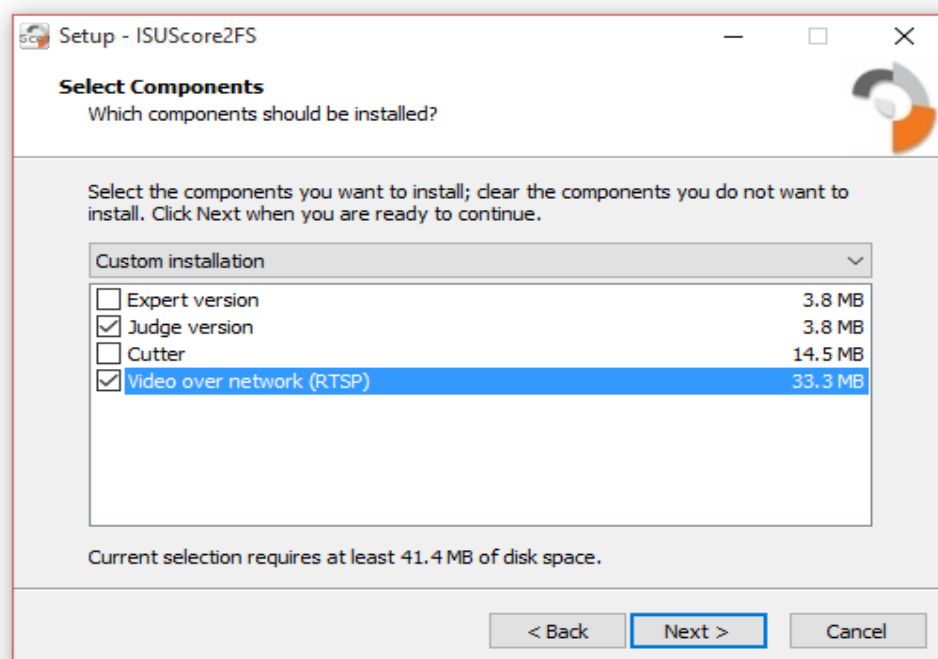 Setup - ISUScore2FS
Select Components
Which components should be installed?
Select the components you want to install; clear the components you do not want to
install. Click Next when you are ready to continue.
Custom installation
Expert version 3.8 MB
Judge version 3.8 MB
Cutter 14.5 MB
Video over network (RTSP) 33.3 MB
Current selection requires at least 41.4 MB of disk space.
< Back Next > Cancel